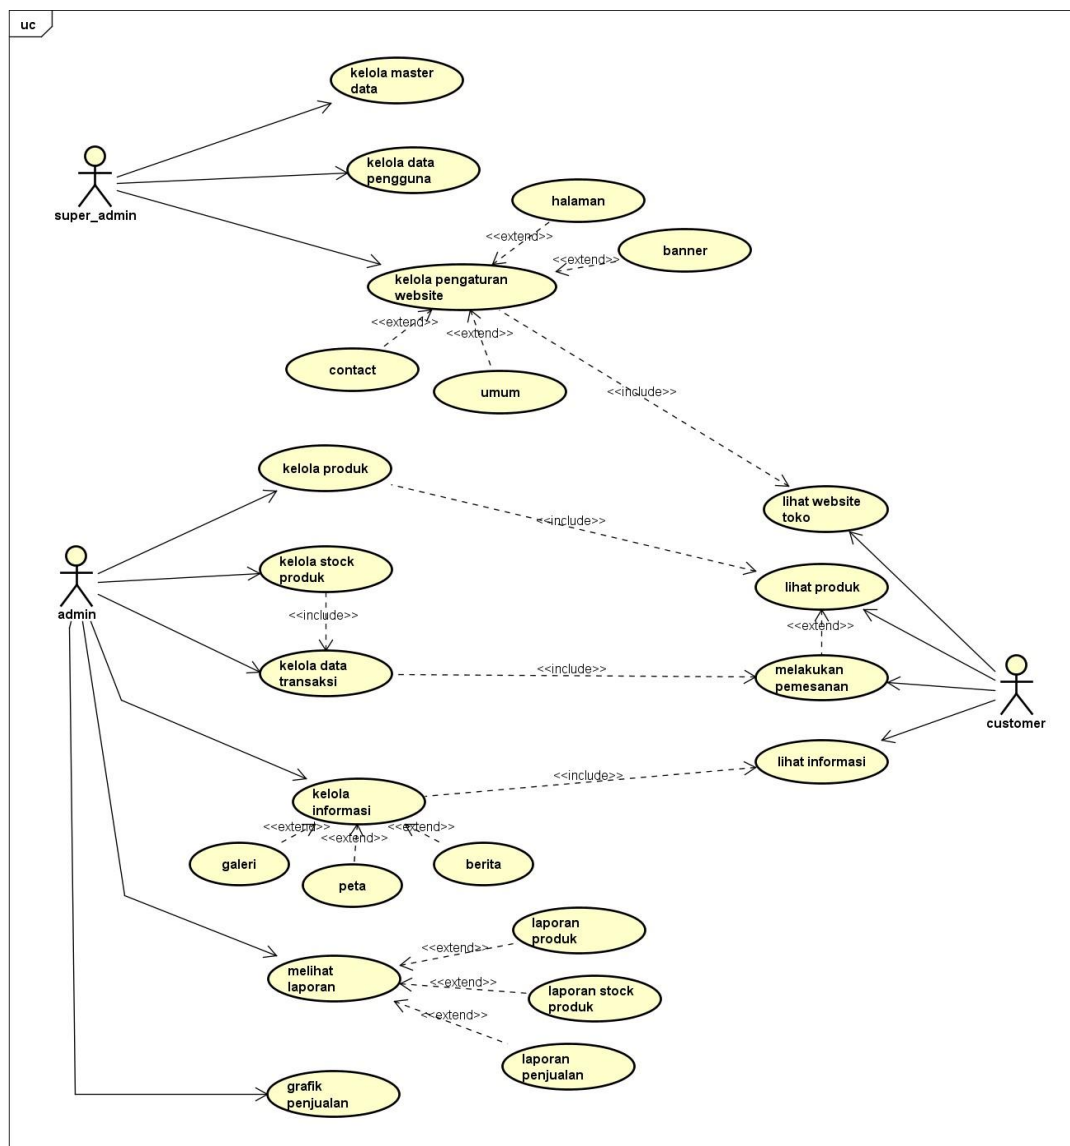 uc
kelola master
data
kelola data
pengguna
super_admin
halaman
<<extend>>
banner
<<extend>>
kelola pengaturan
website
<<extend>>
<<extend>>
contact
umum
<<include>>
kelola produk
lihat website
toko
<<include>>
kelola stock
produk
lihat produk
admin
<<include>>
<<extend>>
kelola data
transaksi
<<include>>
melakukan
pemesanan
customer
lihat informasi
<<include>>
kelola
informasi
<<extend>>
<<extend>>
<<extend>>
galeri
peta
berita
laporan
produk
<<extend>>
melihat
laporan
<<extend>>
laporan stock
produk
<<extend>>
laporan
penjualan
grafik
penjualan